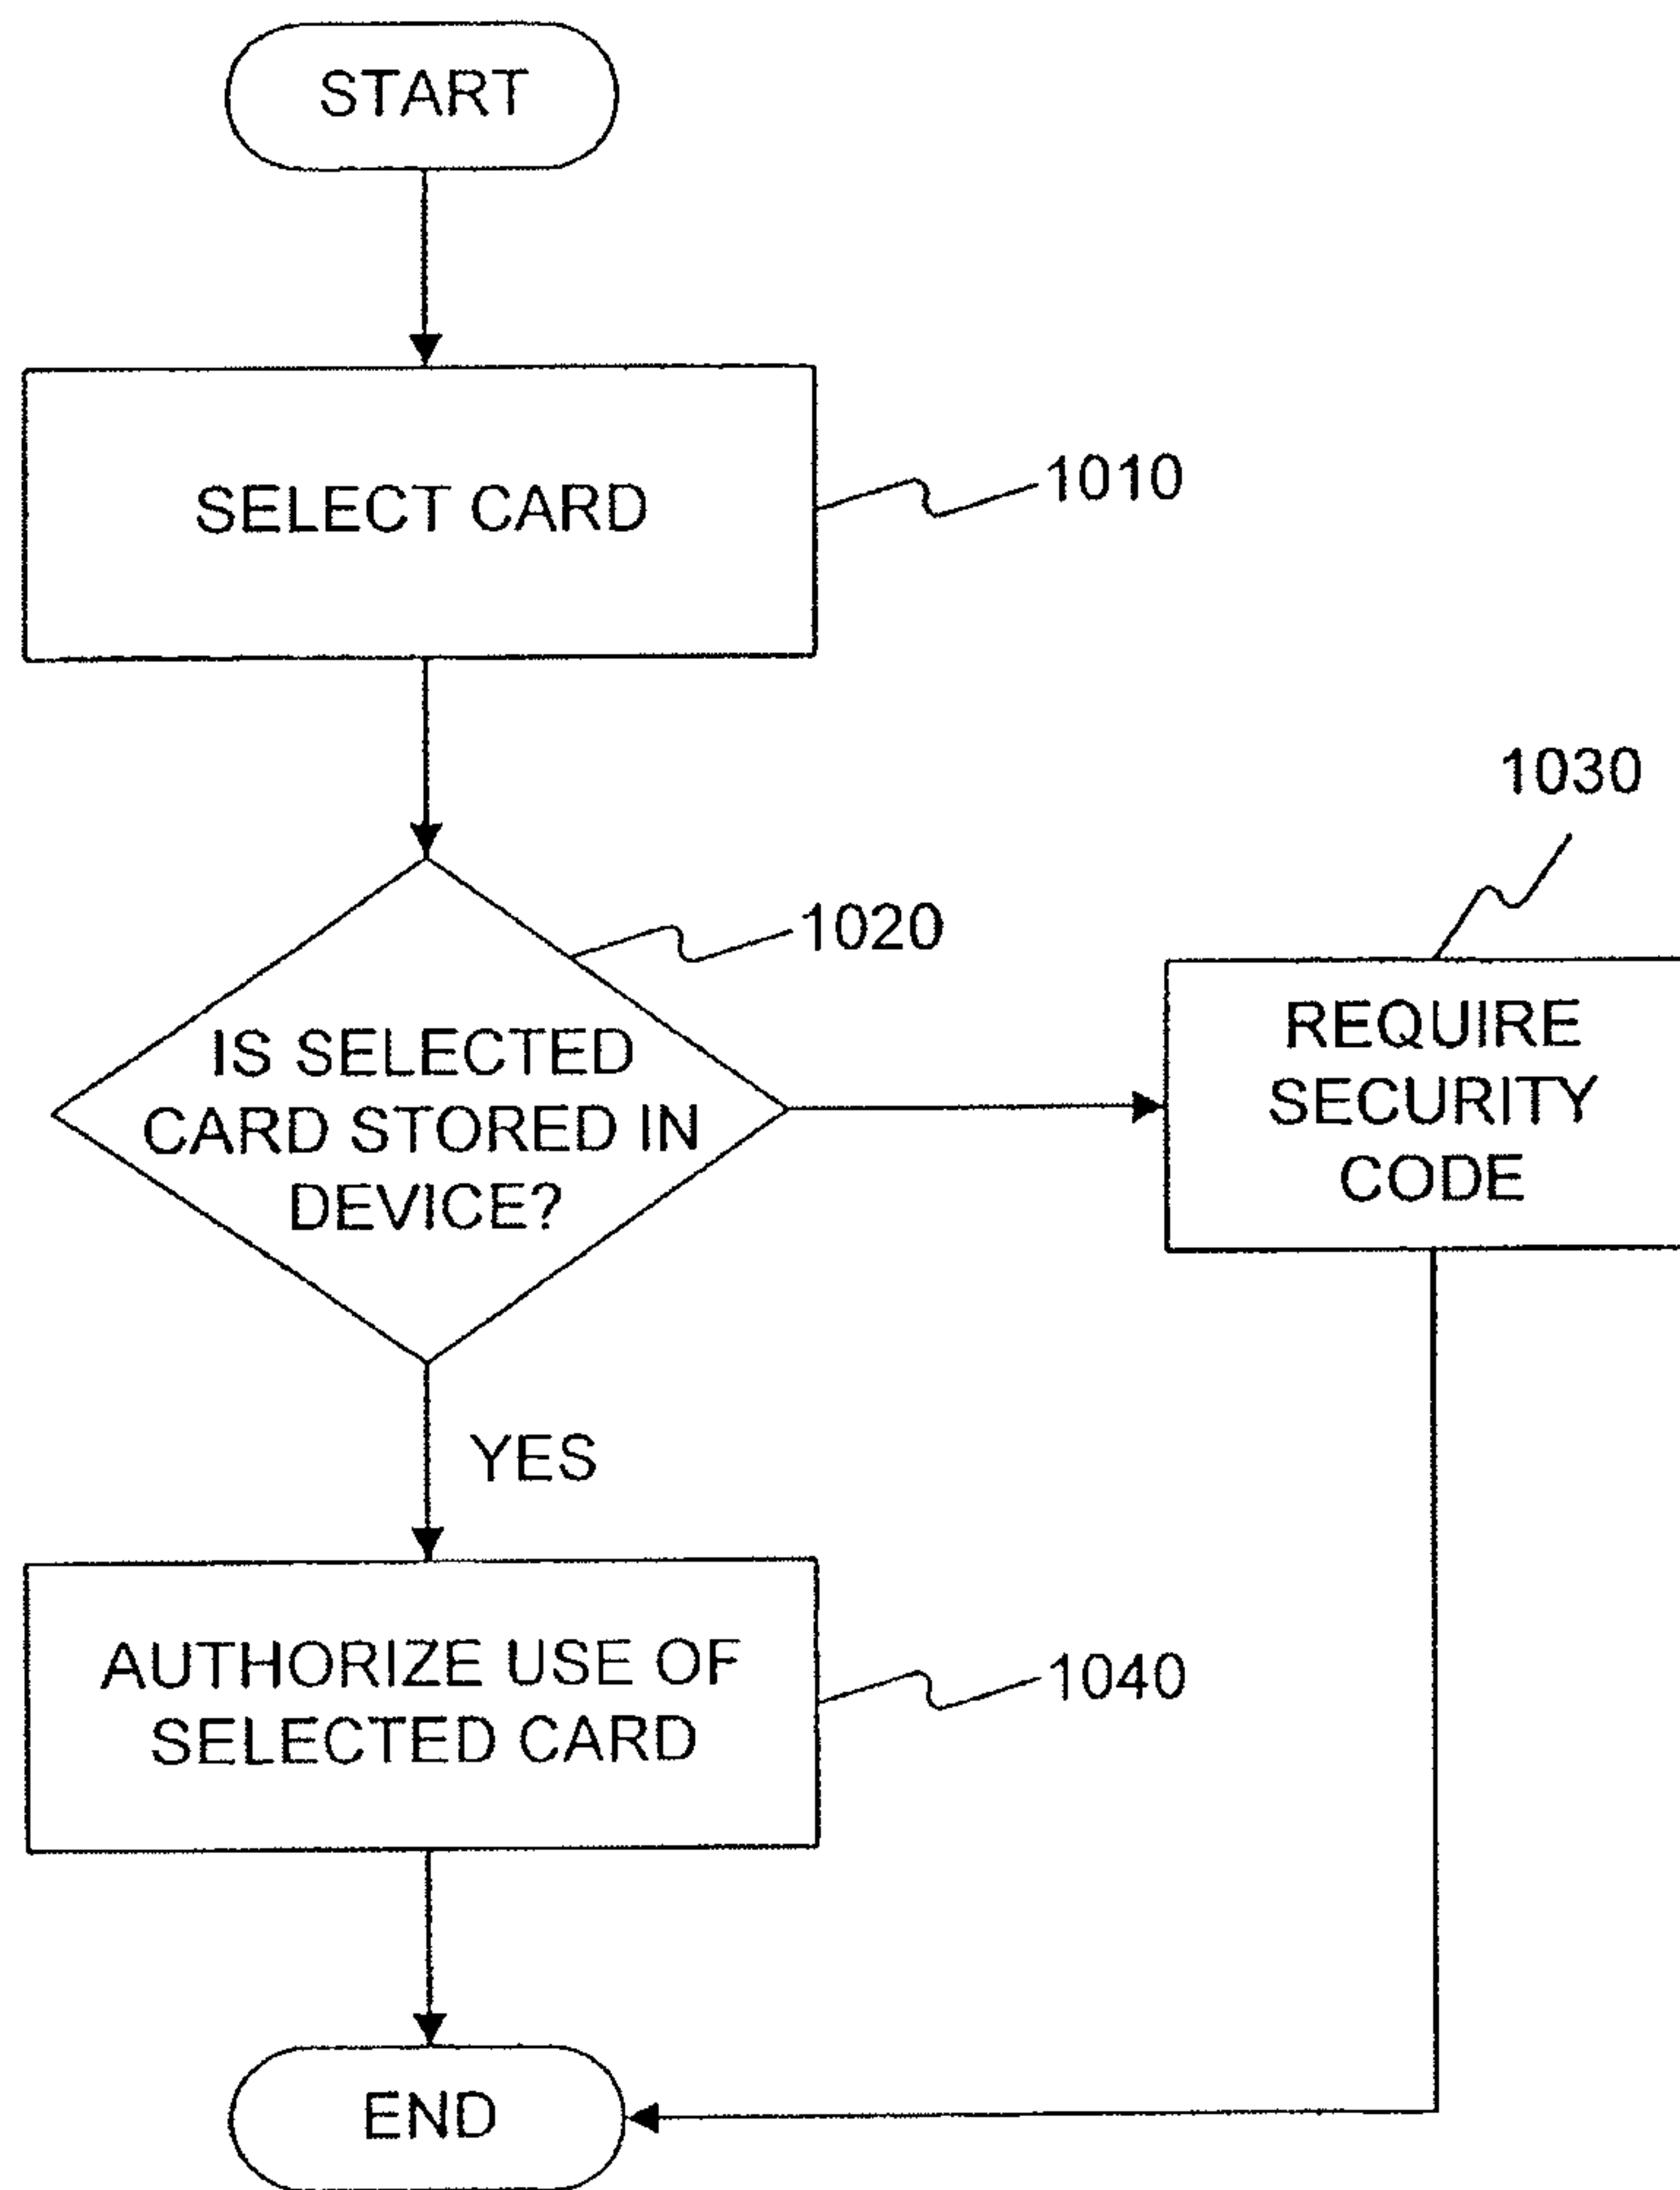 START
SELECT CARD
1010
1030
1020
IS SELECTED
CARD STORED IN
DEVICE?
REQUIRE
SECURITY
CODE
YES
AUTHORIZE USE OF
SELECTED CARD
1040
END